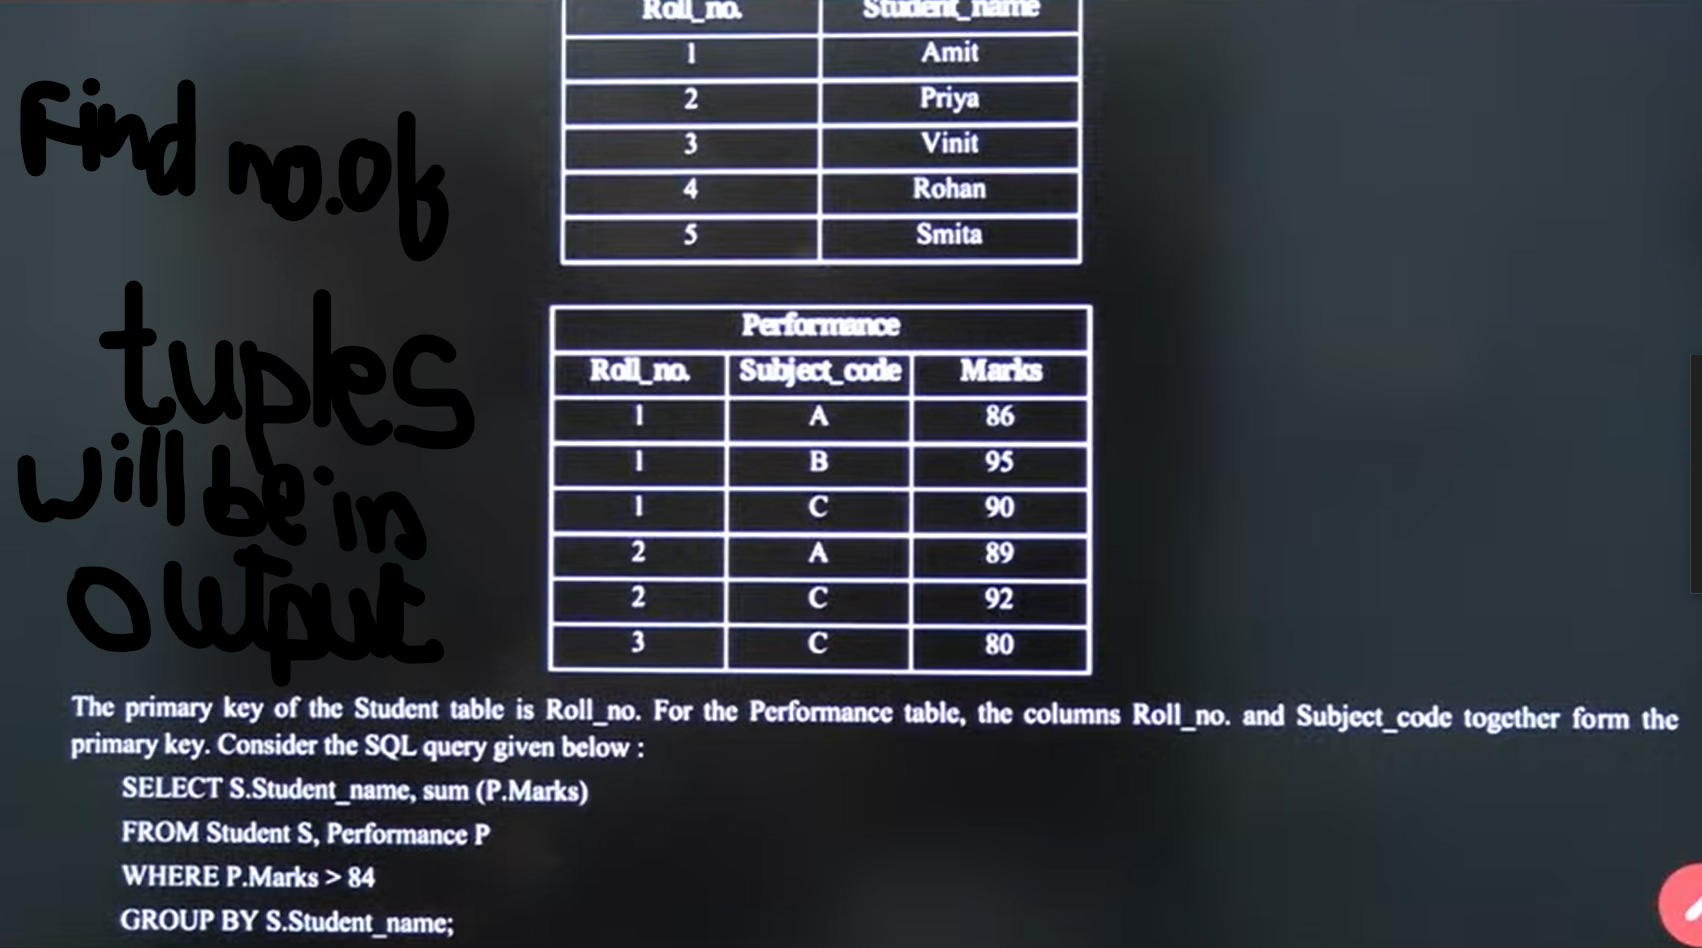 Roll_no. Student_name
1 Amit
2 Priya
3 Vinit
4 Rohan
5 Smita
Find no. of
tuples
will be in
output
Performance
Roll_no. Subject_code Marks
1 A 86
1 B 95
1 C 90
2 A 89
2 C 92
3 C 80
The primary key of the Student table is Roll_no. For the Performance table, the columns Roll_no. and Subject_code together form the
primary key. Consider the SQL query given below :
SELECT S.Student_name, sum (P.Marks)
FROM Student S, Performance P
WHERE P.Marks > 84
GROUP BY S.Student_name;